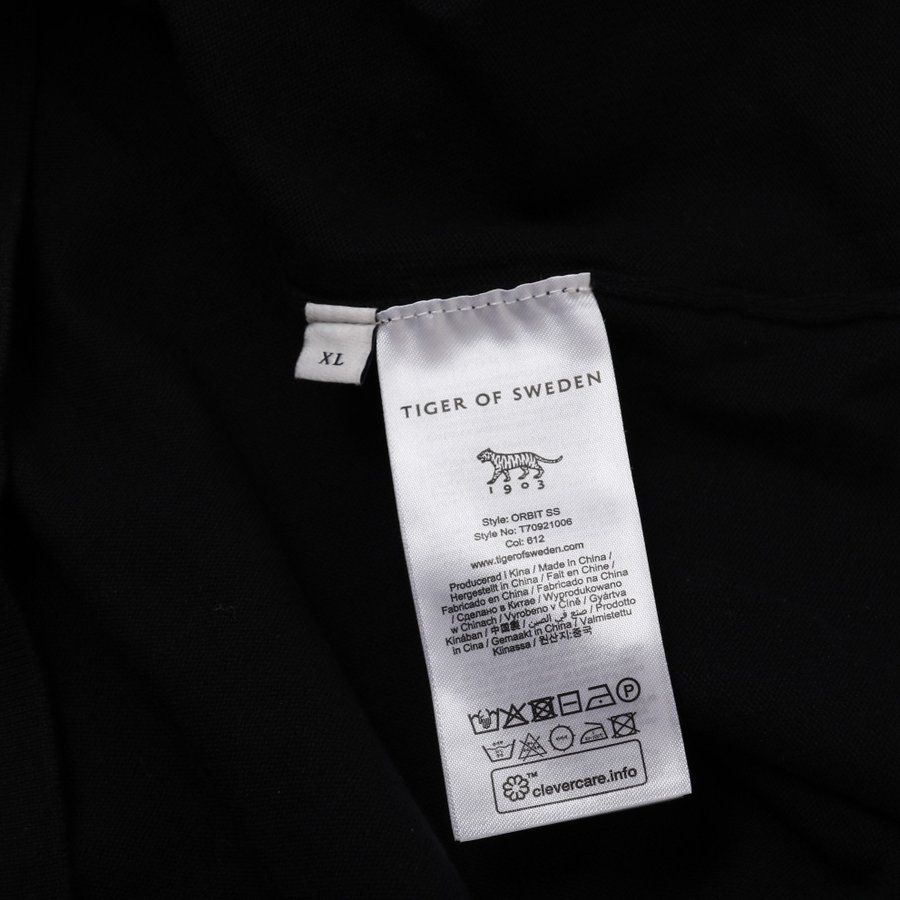 XL
TIGER OF SWEDEN
1903
Style: ORBIT SS
Style No: T70921006
Col: 612
www.tigerofsweden.com
Producerad i Kina / Made in China /
Hergestellt in China / Fait en Chine /
Fabricado en China / Fabricado na China
/ Сделано в Китае / Wyprodukowano
w Chinach / Vyrobeno v Číně / Gyártva
Kínában / 中国製 / صنع في الصين / Prodotto
in Cina / Gemaakt in China / Valmistettu
Kiinassa / 원산지:중국
P
™ clevercare.info